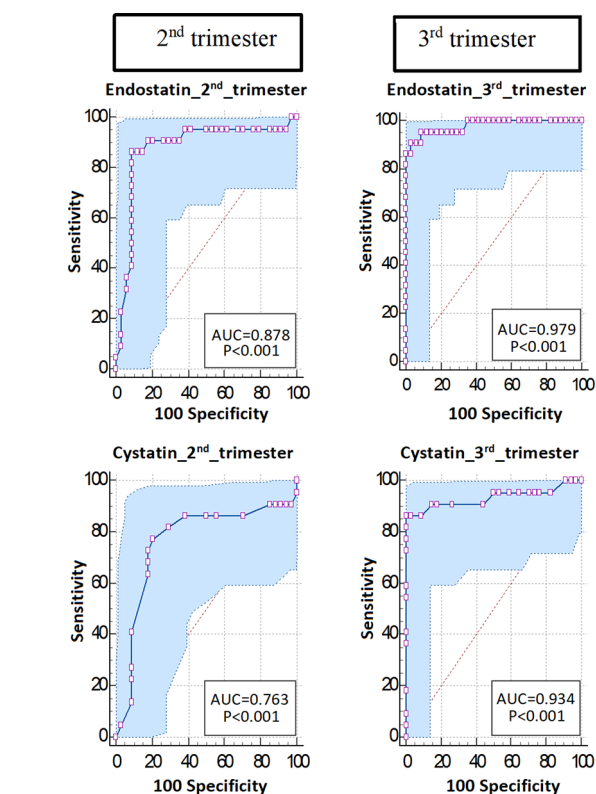 2nd trimester
3rd trimester
Endostatin_2nd_trimester
100
80
60
40
20
0
Sensitivity
AUC=0.878
P<0.001
0 20 40 60 80 100
100 Specificity
Endostatin_3rd_trimester
100
80
60
40
20
0
Sensitivity
AUC=0.979
P<0.001
0 20 40 60 80 100
100 Specificity
Cystatin_2nd_trimester
100
80
60
40
20
0
Sensitivity
AUC=0.763
P<0.001
0 20 40 60 80 100
100 Specificity
Cystatin_3rd_trimester
100
80
60
40
20
0
Sensitivity
AUC=0.934
P<0.001
0 20 40 60 80 100
100 Specificity